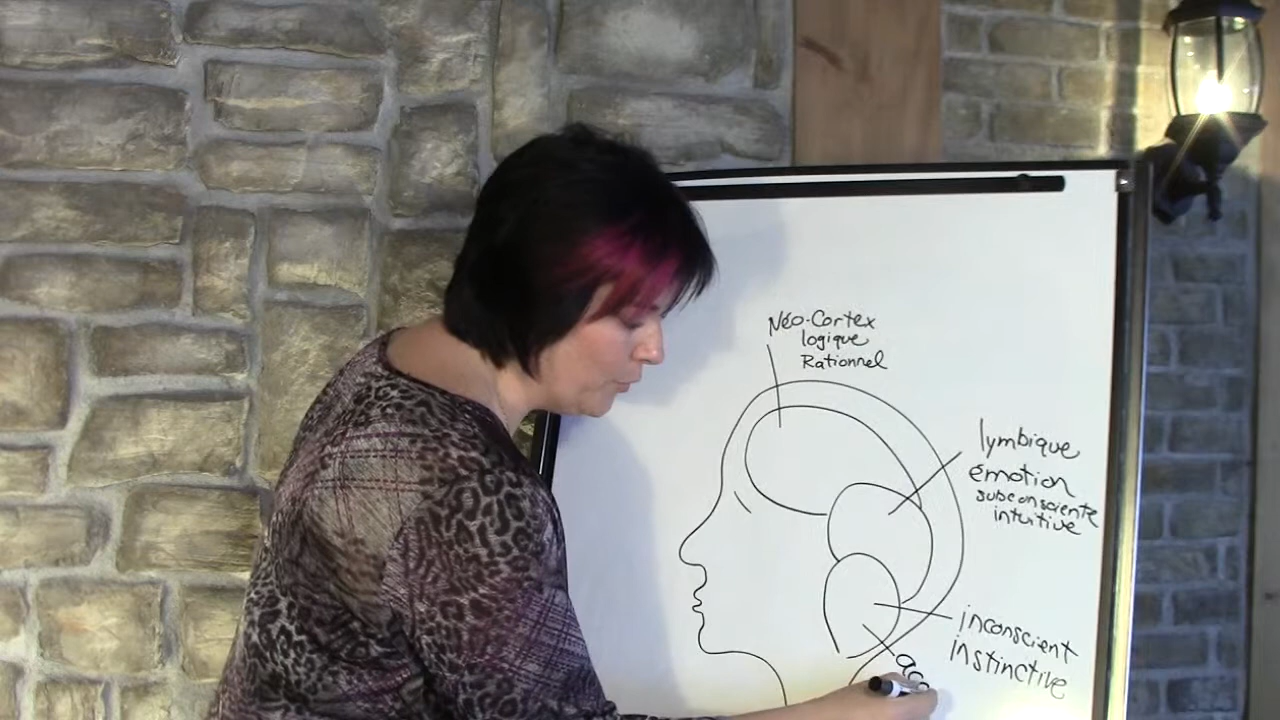 Néo-Cortex
logique
Rationnel
lymbique
émotion
subconsciente
intuitive
inconscient
instinctive